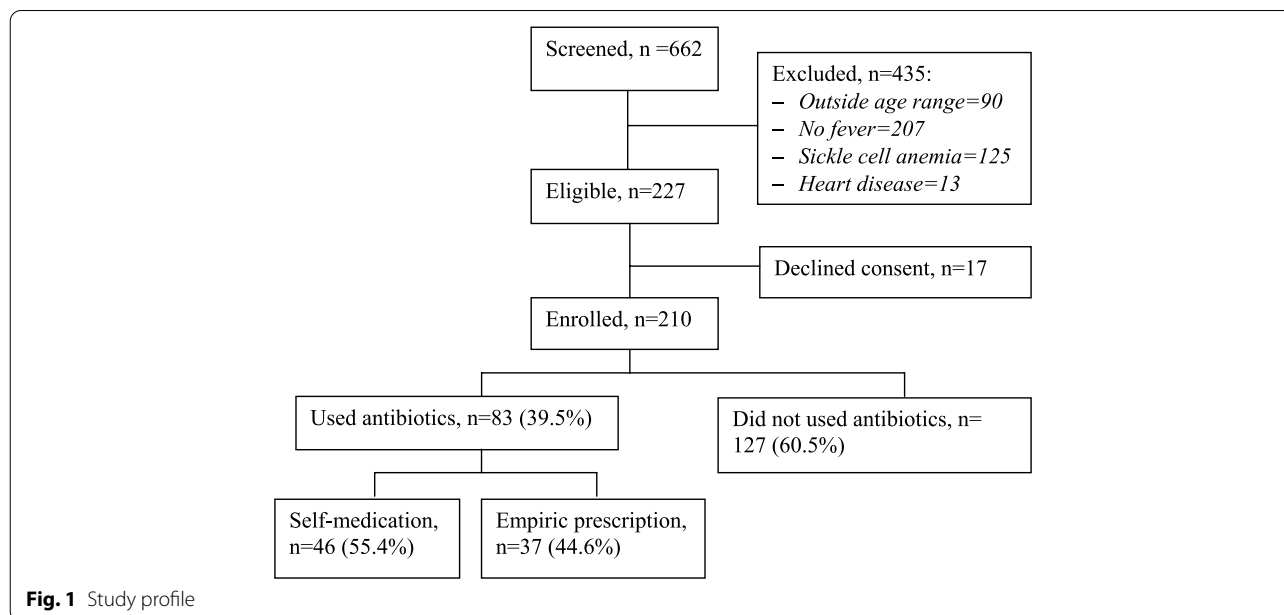 Screened, n =662
Excluded, n=435:
– Outside age range=90
– No fever=207
– Sickle cell anemia=125
– Heart disease=13
Eligible, n=227
Declined consent, n=17
Enrolled, n=210
Used antibiotics, n=83 (39.5%)
Did not used antibiotics, n=
127 (60.5%)
Self-medication,
n=46 (55.4%)
Empiric prescription,
n=37 (44.6%)
Fig. 1 Study profile